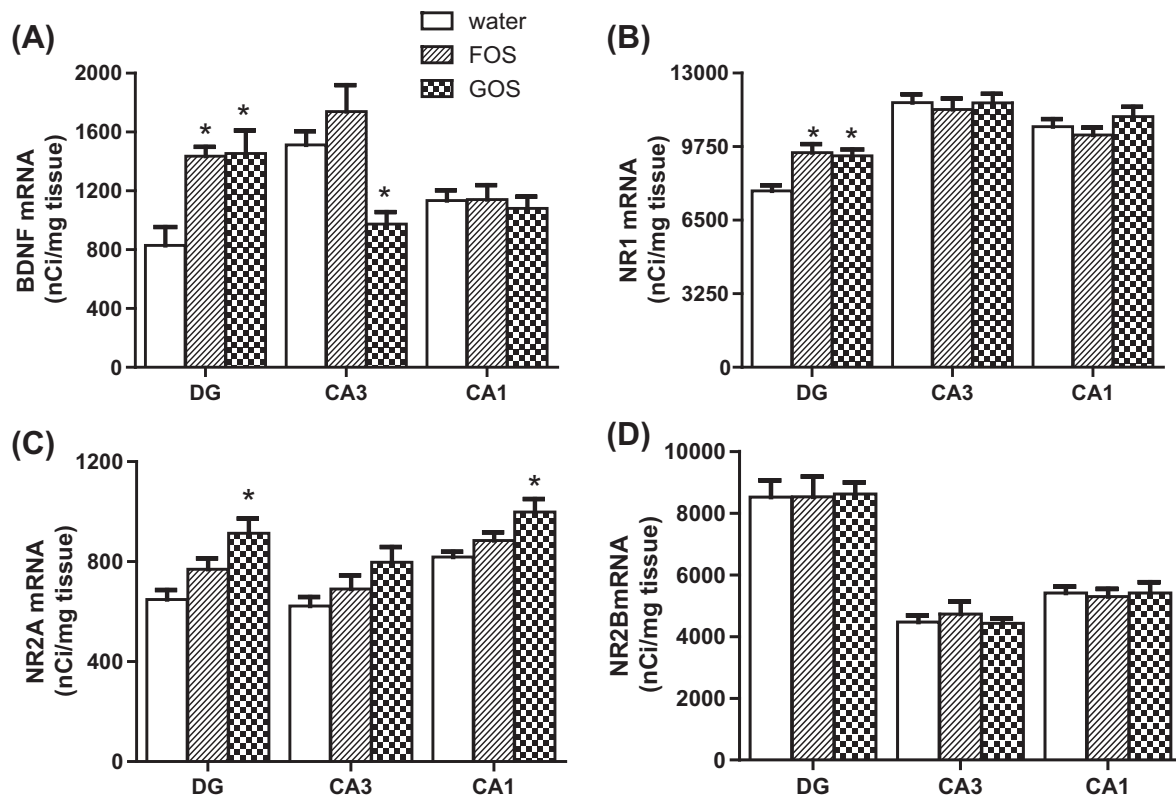 (A)
water
FOS
GOS
BDNF mRNA
(nCi/mg tissue)
2000
1600
1200
800
400
0
*
*
*
DG CA3 CA1
(B)
NR1 mRNA
(nCi/mg tissue)
13000
9750
6500
3250
0
*
*
DG CA3 CA1
(C)
NR2A mRNA
(nCi/mg tissue)
1200
800
400
0
*
*
DG CA3 CA1
(D)
NR2BmRNA
(nCi/mg tissue)
10000
8000
6000
4000
2000
0
DG CA3 CA1